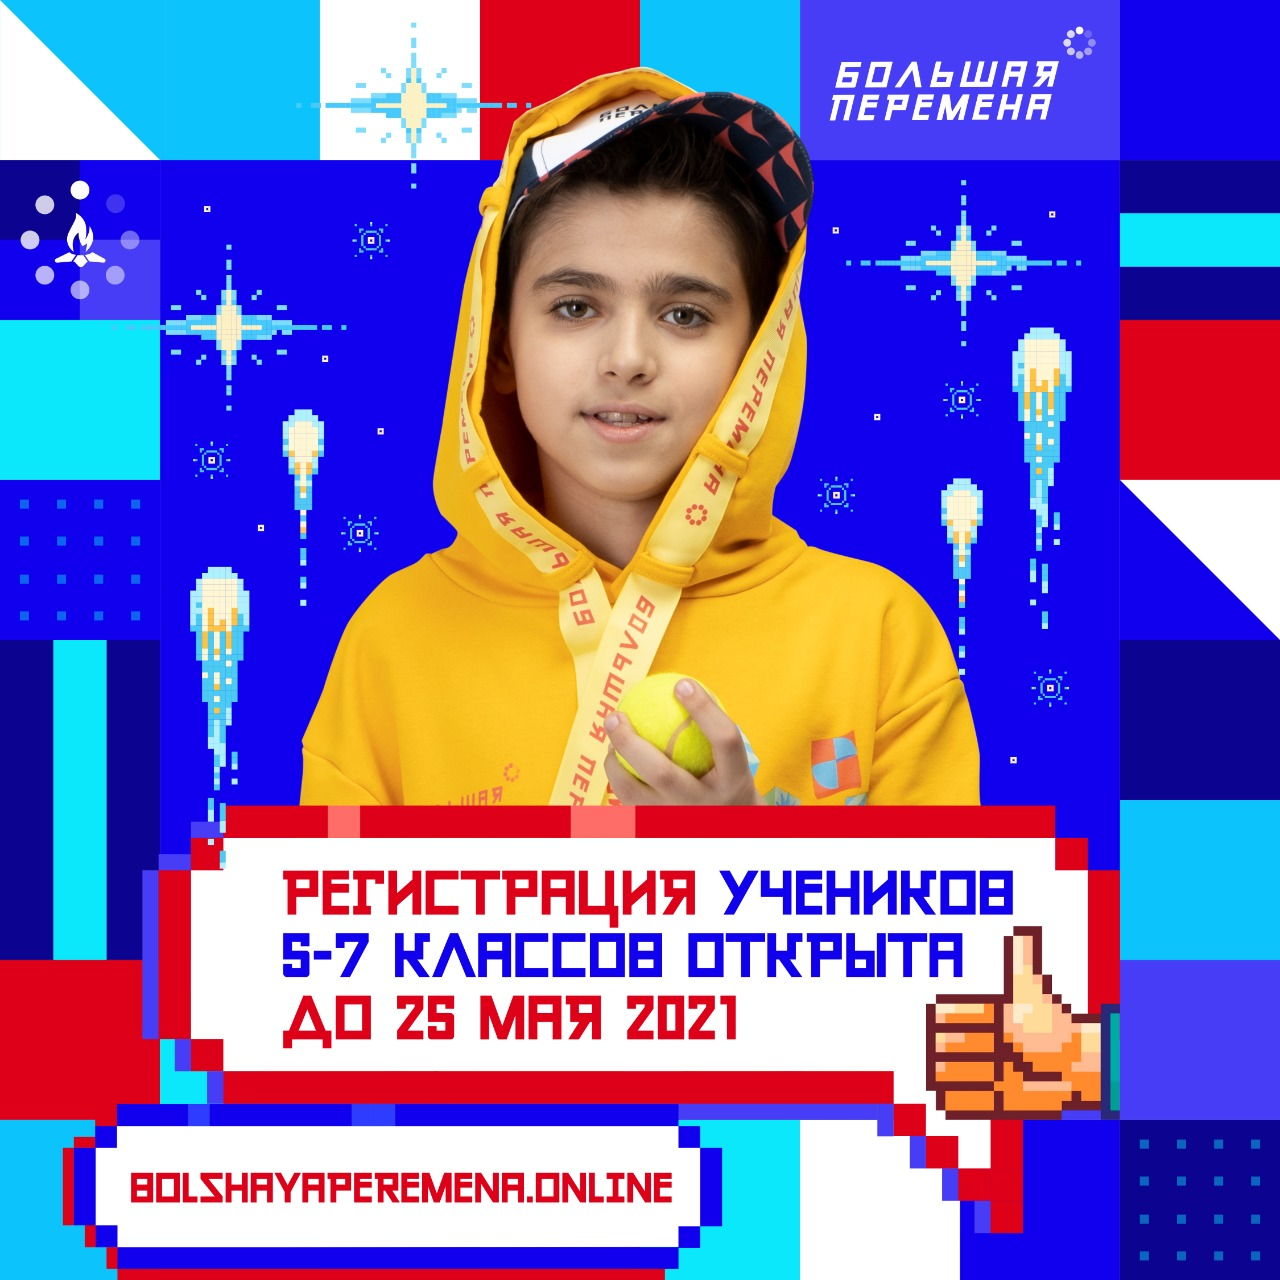 БОЛЬШАЯ
ПЕРЕМЕНА
РЕГИСТРАЦИЯ УЧЕНИКОВ
5-7 КЛАССОВ ОТКРЫТА
ДО 25 МАЯ 2021
BOLSHAYAPEREMENA.ONLINE